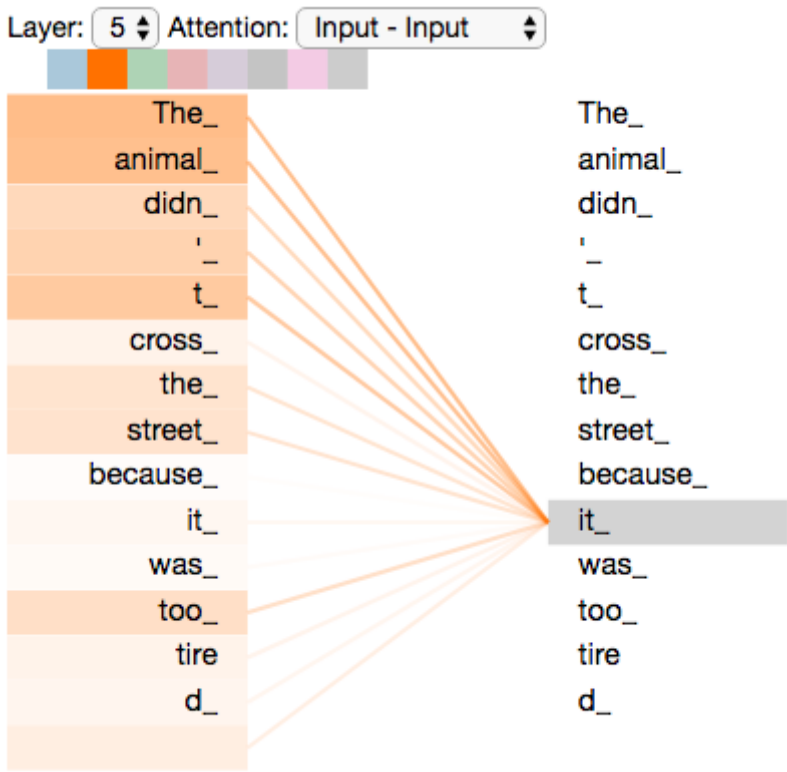 Layer: 5 Attention: Input - Input
The_ The_
animal_ animal_
didn_ didn_
'_ '_
t_ t_
cross_ cross_
the_ the_
street_ street_
because_ because_
it_ it_
was_ was_
too_ too_
tire tire
d_ d_